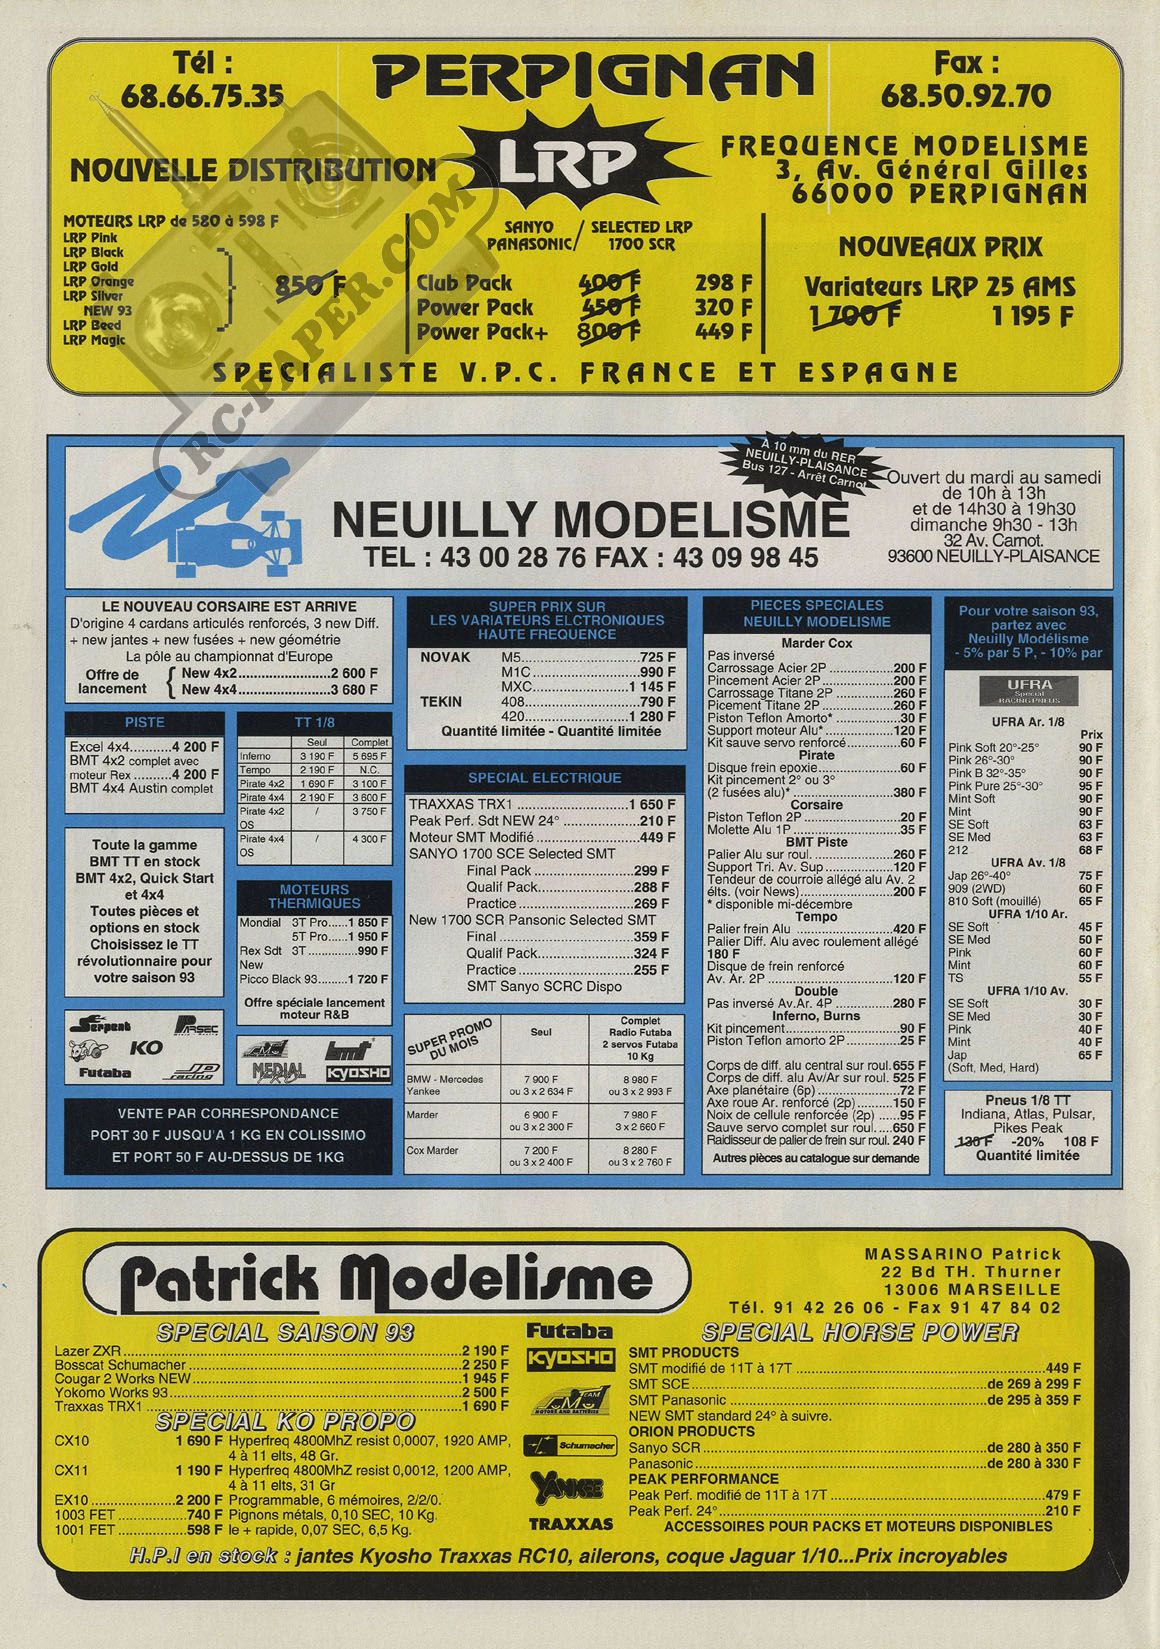 Tél :
68.66.75.35
PERPIGNAN
Fax :
68.50.92.70
NOUVELLE DISTRIBUTION
LRP
FREQUENCE MODELISME
3, Av. Général Gilles
66000 PERPIGNAN
MOTEURS LRP de 580 à 598 F
LRP Pink
LRP Black
LRP Gold
LRP Orange
LRP Silver
NEW 93
LRP Beed
LRP Magic
850 F
SANYO / SELECTED LRP
PANASONIC / 1700 SCR
Club Pack 400 F 298 F
Power Pack 450 F 320 F
Power Pack+ 800 F 449 F
NOUVEAUX PRIX
Variateurs LRP 25 AMS
1 700 F 1 195 F
SPECIALISTE V.P.C. FRANCE ET ESPAGNE
RC-PAPER.COM
NEUILLY MODELISME
TEL : 43 00 28 76 FAX : 43 09 98 45
A 10 mm du RER
NEUILLY-PLAISANCE
Bus 127 - Arrêt Carnot
Ouvert du mardi au samedi
de 10h à 13h
et de 14h30 à 19h30
dimanche 9h30 - 13h
32 Av. Carnot.
93600 NEUILLY-PLAISANCE
LE NOUVEAU CORSAIRE EST ARRIVE
D'origine 4 cardans articulés renforcés, 3 new Diff.
+ new jantes + new fusées + new géométrie
La pôle au championnat d'Europe
Offre de lancement
New 4x2......................2 600 F
New 4x4......................3 680 F
PISTE
Excel 4x4..........4 200 F
BMT 4x2 complet avec
moteur Rex..........4 200 F
BMT 4x4 Austin complet
TT 1/8
Seul Complet
Inferno 3 190 F 5 695 F
Tempo 2 190 F N.C.
Pirate 4x2 1 690 F 3 100 F
Pirate 4x4 2 190 F 3 600 F
Pirate 4x2 OS / 3 750 F
Pirate 4x4 OS / 4 300 F
Toute la gamme
BMT TT en stock
BMT 4x2, Quick Start
et 4x4
Toutes pièces et
options en stock
Choisissez le TT
révolutionnaire pour
votre saison 93
MOTEURS
THERMIQUES
Mondial 3T Pro.....1 850 F
5T Pro.....1 950 F
Rex Sdt 3T.............990 F
New
Picco Black 93........1 720 F
Offre spéciale lancement
moteur R&B
Serpent
PARSEC
KO
Futaba
JP racing
CML
bmt
MEDIAL PRO
KYOSHO
VENTE PAR CORRESPONDANCE
PORT 30 F JUSQU'A 1 KG EN COLISSIMO
ET PORT 50 F AU-DESSUS DE 1KG
SUPER PRIX SUR
LES VARIATEURS ELCTRONIQUES
HAUTE FREQUENCE
NOVAK M5......................725 F
M1C......................990 F
MXC......................1 145 F
TEKIN 408......................790 F
420......................1 280 F
Quantité limitée - Quantité limitée
SPECIAL ELECTRIQUE
TRAXXAS TRX1......................1 650 F
Peak Perf. Sdt NEW 24°......................210 F
Moteur SMT Modifié......................449 F
SANYO 1700 SCE Selected SMT
Final Pack......................299 F
Qualif Pack......................288 F
Practice......................269 F
New 1700 SCR Pansonic Selected SMT
Final......................359 F
Qualif Pack......................324 F
Practice......................255 F
SMT Sanyo SCRC Dispo
SUPER PROMO
DU MOIS
Seul
Complet
Radio Futaba
2 servos Futaba
10 Kg
BMW - Mercedes Yankee 7 900 F ou 3 x 2 634 F 8 980 F ou 3 x 2 993 F
Marder 6 900 F ou 3 x 2 300 F 7 980 F 3 x 2 660 F
Cox Marder 7 200 F ou 3 x 2 400 F 8 280 F ou 3 x 2 760 F
PIECES SPECIALES
NEUILLY MODELISME
Marder Cox
Pas inversé
Carrossage Acier 2P......................200 F
Pincement Acier 2P......................200 F
Carrossage Titane 2P......................260 F
Picement Titane 2P......................260 F
Piston Teflon Amorto*......................30 F
Support moteur Alu*......................120 F
Kit sauve servo renforcé......................60 F
Pirate
Disque frein epoxie......................60 F
Kit pincement 2° ou 3°
(2 fusées alu)*......................380 F
Corsaire
Piston Teflon 2P......................20 F
Molette Alu 1P......................35 F
BMT Piste
Palier Alu sur roul.......................260 F
Support Tri. Av. Sup......................120 F
Tendeur de courroie allégé alu Av. 2
élts. (voir News)......................200 F
* disponible mi-décembre
Tempo
Palier frein Alu......................420 F
Palier Diff. Alu avec roulement allégé
180 F
Disque de frein renforcé
Av. Ar. 2P......................120 F
Double
Pas inversé Av.Ar. 4P......................280 F
Inferno, Burns
Kit pincement......................90 F
Piston Teflon amorto 2P......................25 F
Corps de diff. alu central sur roul.655 F
Corps de diff. alu Av/Ar sur roul. 525 F
Axe planétaire (6p)......................72 F
Axe roue Ar. renforcé (2p)........150 F
Noix de cellule renforcée (2p).....95 F
Sauve servo complet sur roul.....650 F
Raidisseur de palier de frein sur roul. 240 F
Autres pièces au catalogue sur demande
Pour votre saison 93,
partez avec
Neuilly Modélisme
- 5% par 5 P, - 10% par
UFRA
Special
RACING PNEUS
UFRA Ar. 1/8
Prix
Pink Soft 20°-25° 90 F
Pink 26°-30° 90 F
Pink B 32°-35° 90 F
Pink Pure 25°-30° 95 F
Mint Soft 90 F
Mint 90 F
SE Soft 63 F
SE Med 63 F
212 68 F
UFRA Av. 1/8
Jap 26°-40° 75 F
909 (2WD) 60 F
810 Soft (mouillé) 65 F
UFRA 1/10 Ar.
SE Soft 45 F
SE Med 50 F
Pink 60 F
Mint 60 F
TS 55 F
UFRA 1/10 Av.
SE Soft 30 F
SE Med 30 F
Pink 40 F
Mint 40 F
Jap 65 F
(Soft, Med, Hard)
Pneus 1/8 TT
Indiana, Atlas, Pulsar,
Pikes Peak
130 F -20% 108 F
Quantité limitée
Patrick Modelisme
MASSARINO Patrick
22 Bd TH. Thurner
13006 MARSEILLE
Tél. 91 42 26 06 - Fax 91 47 84 02
SPECIAL SAISON 93
Lazer ZXR......................2 190 F
Bosscat Schumacher......................2 250 F
Cougar 2 Works NEW......................1 945 F
Yokomo Works 93......................2 500 F
Traxxas TRX1......................1 690 F
SPECIAL KO PROPO
CX10 1 690 F Hyperfreq 4800MhZ resist 0,0007, 1920 AMP,
4 à 11 elts, 48 Gr.
CX11 1 190 F Hyperfreq 4800MhZ resist 0,0012, 1200 AMP,
4 à 11 elts, 31 Gr
EX10......................2 200 F Programmable, 6 mémoires, 2/2/0.
1003 FET......................740 F Pignons métals, 0,10 SEC, 10 Kg.
1001 FET......................598 F le + rapide, 0,07 SEC, 6,5 Kg.
Futaba
KYOSHO
TEAM
CML
MOTORS AND BATTERIES
Schumacher
YANKEE
TRAXXAS
SPECIAL HORSE POWER
SMT PRODUCTS
SMT modifié de 11T à 17T......................449 F
SMT SCE......................de 269 à 299 F
SMT Panasonic......................de 295 à 359 F
NEW SMT standard 24° à suivre.
ORION PRODUCTS
Sanyo SCR......................de 280 à 350 F
Panasonic......................de 280 à 330 F
PEAK PERFORMANCE
Peak Perf. modifié de 11T à 17T......................479 F
Peak Perf. 24°......................210 F
ACCESSOIRES POUR PACKS ET MOTEURS DISPONIBLES
H.P.I en stock : jantes Kyosho Traxxas RC10, ailerons, coque Jaguar 1/10...Prix incroyables